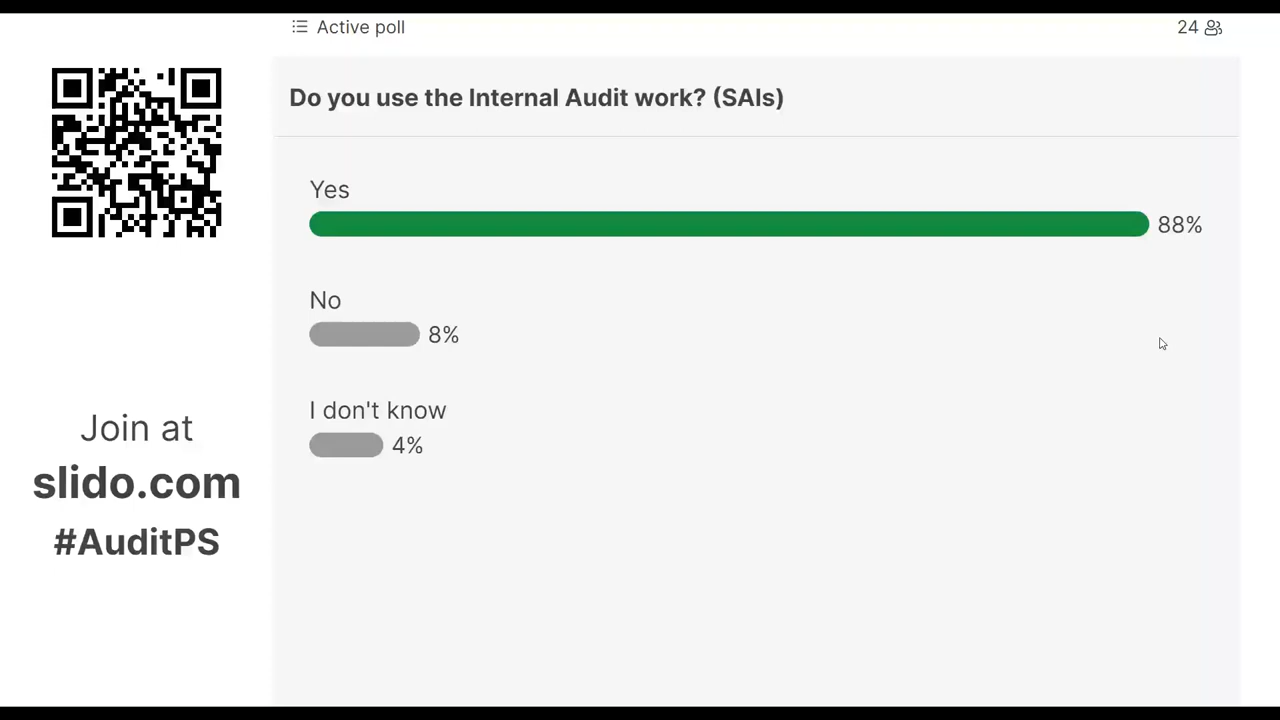 Active poll
24
Do you use the Internal Audit work? (SAIs)
Yes
88%
No
8%
I don't know
4%
Join at
slido.com
#AuditPS